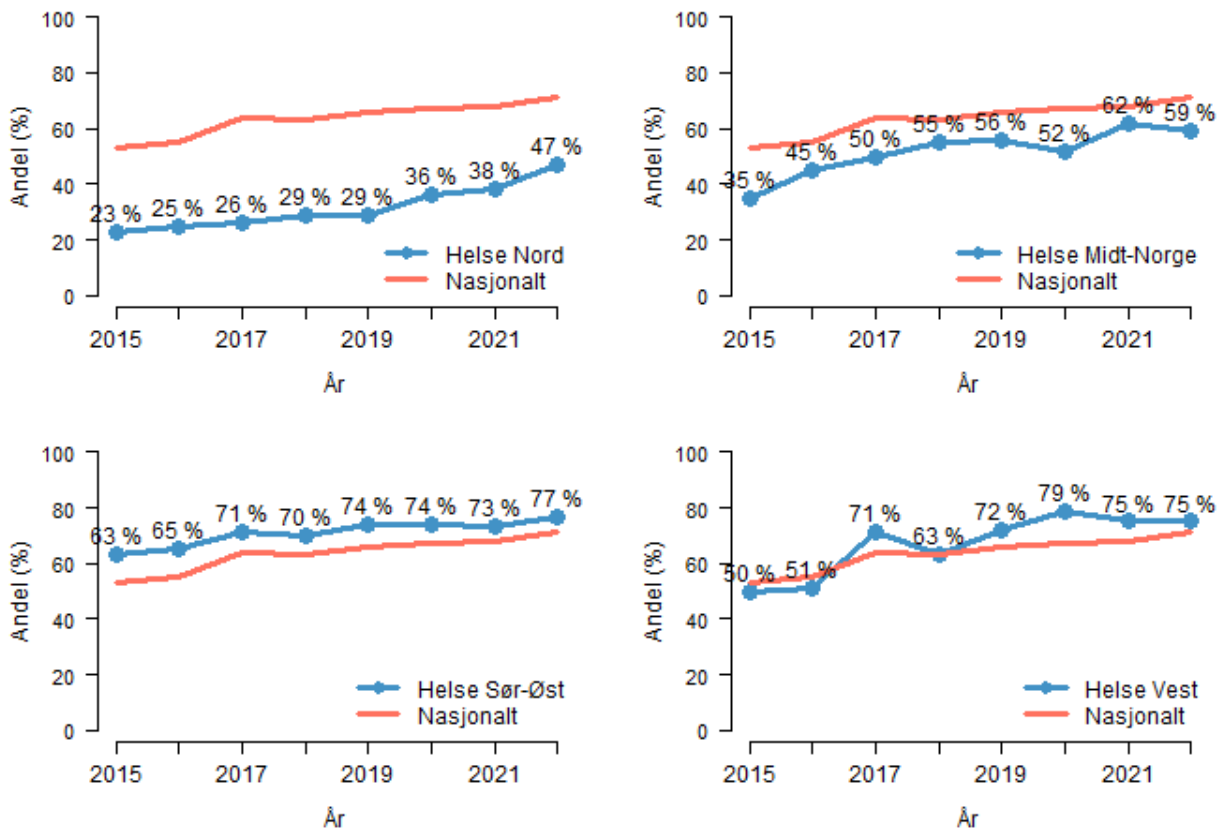 100
80
60
40
20
0
Andel (%)
23 % 25 % 26 % 29 % 29 % 36 % 38 % 47 %
Helse Nord
Nasjonalt
2015 2017 2019 2021
År
100
80
60
40
20
0
Andel (%)
35 % 45 % 50 % 55 % 56 % 52 % 62 % 59 %
Helse Midt-Norge
Nasjonalt
2015 2017 2019 2021
År
100
80
60
40
20
0
Andel (%)
63 % 65 % 71 % 70 % 74 % 74 % 73 % 77 %
Helse Sør-Øst
Nasjonalt
2015 2017 2019 2021
År
100
80
60
40
20
0
Andel (%)
50 % 51 % 71 % 63 % 72 % 79 % 75 % 75 %
Helse Vest
Nasjonalt
2015 2017 2019 2021
År